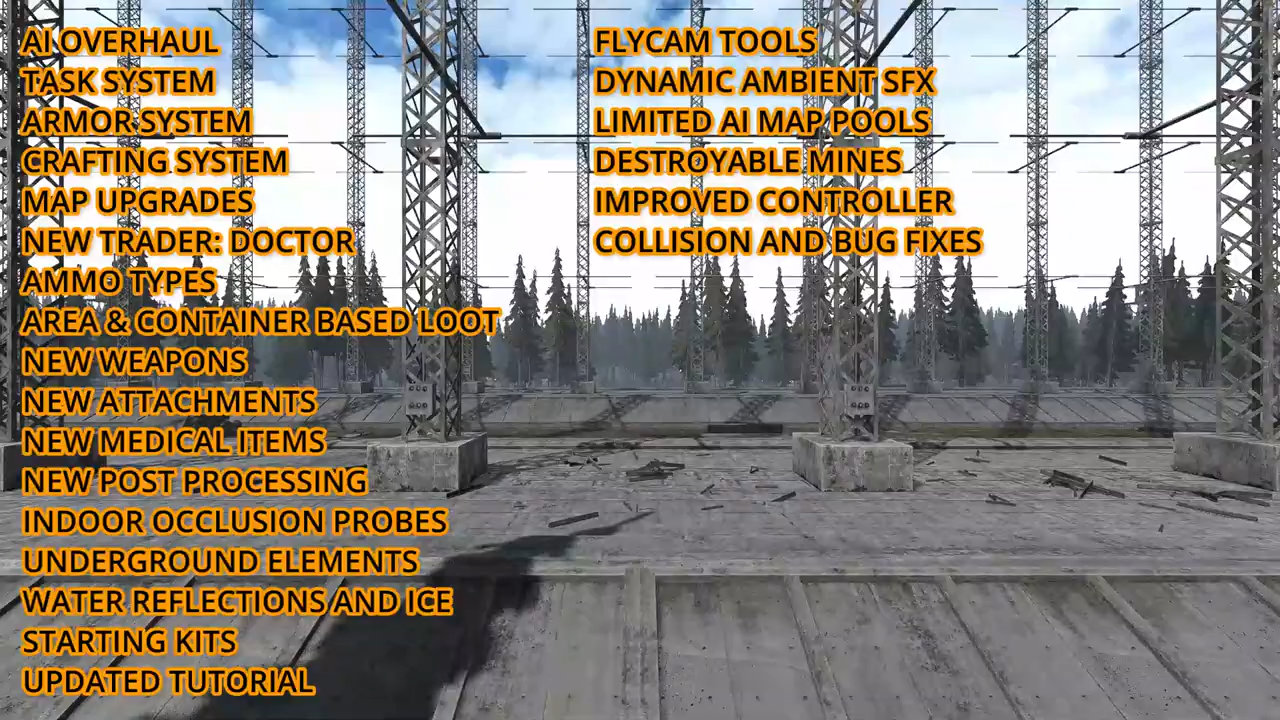 AI OVERHAUL
TASK SYSTEM
ARMOR SYSTEM
CRAFTING SYSTEM
MAP UPGRADES
NEW TRADER: DOCTOR
AMMO TYPES
AREA & CONTAINER BASED LOOT
NEW WEAPONS
NEW ATTACHMENTS
NEW MEDICAL ITEMS
NEW POST PROCESSING
INDOOR OCCLUSION PROBES
UNDERGROUND ELEMENTS
WATER REFLECTIONS AND ICE
STARTING KITS
UPDATED TUTORIAL
FLYCAM TOOLS
DYNAMIC AMBIENT SFX
LIMITED AI MAP POOLS
DESTROYABLE MINES
IMPROVED CONTROLLER
COLLISION AND BUG FIXES